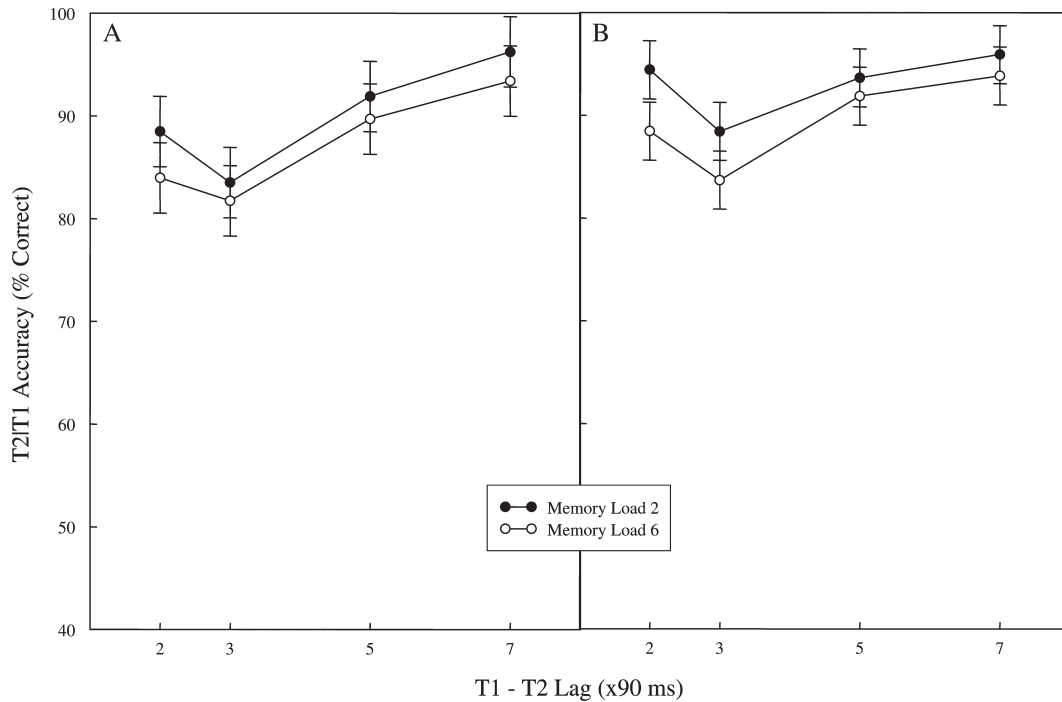 A
B
100
90
80
70
60
50
40
T2|T1 Accuracy (% Correct)
Memory Load 2
Memory Load 6
2 3 5 7
2 3 5 7
T1 - T2 Lag (x90 ms)